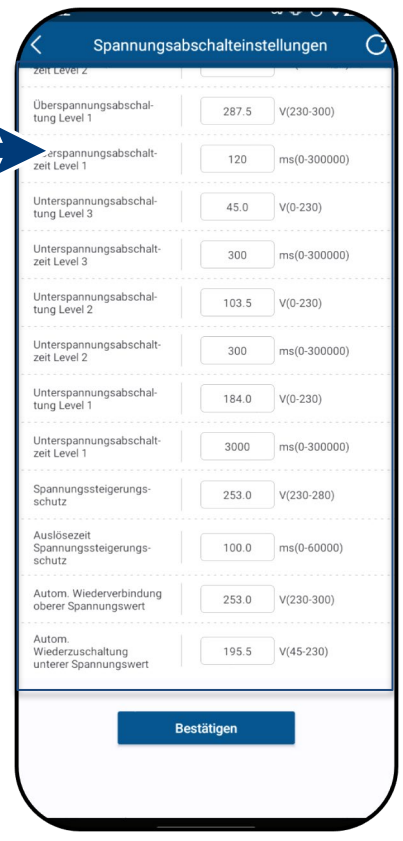 Spannungsabschalteinstellungen
zeit Level 2
Überspannungsabschal-
tung Level 1
287.5 V(230-300)
erspannungsabschalt-
zeit Level 1
120 ms(0-300000)
Unterspannungsabschal-
tung Level 3
45.0 V(0-230)
Unterspannungsabschalt-
zeit Level 3
300 ms(0-300000)
Unterspannungsabschal-
tung Level 2
103.5 V(0-230)
Unterspannungsabschalt-
zeit Level 2
300 ms(0-300000)
Unterspannungsabschal-
tung Level 1
184.0 V(0-230)
Unterspannungsabschalt-
zeit Level 1
3000 ms(0-300000)
Spannungssteigerungs-
schutz
253.0 V(230-280)
Auslösezeit
Spannungssteigerungs-
schutz
100.0 ms(0-60000)
Autom. Wiederverbindung
oberer Spannungswert
253.0 V(230-300)
Autom.
Wiederzuschaltung
unterer Spannungswert
195.5 V(45-230)
Bestätigen